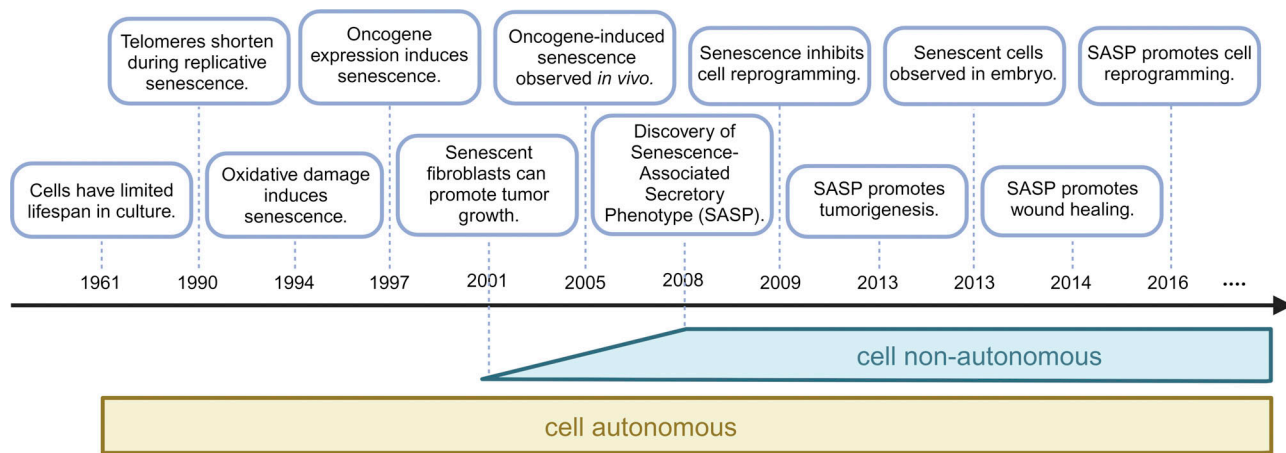 Telomeres shorten
during replicative
senescence.
Oncogene
expression induces
senescence.
Oncogene-induced
senescence
observed in vivo.
Senescence inhibits
cell reprogramming.
Senescent cells
observed in embryo.
SASP promotes cell
reprogramming.
Cells have limited
lifespan in culture.
Oxidative damage
induces
senescence.
Senescent
fibroblasts can
promote tumor
growth.
Discovery of
Senescence-
Associated
Secretory
Phenotype (SASP).
SASP promotes
tumorigenesis.
SASP promotes
wound healing.
1961 1990 1994 1997 2001 2005 2008 2009 2013 2013 2014 2016 ....
cell non-autonomous
cell autonomous